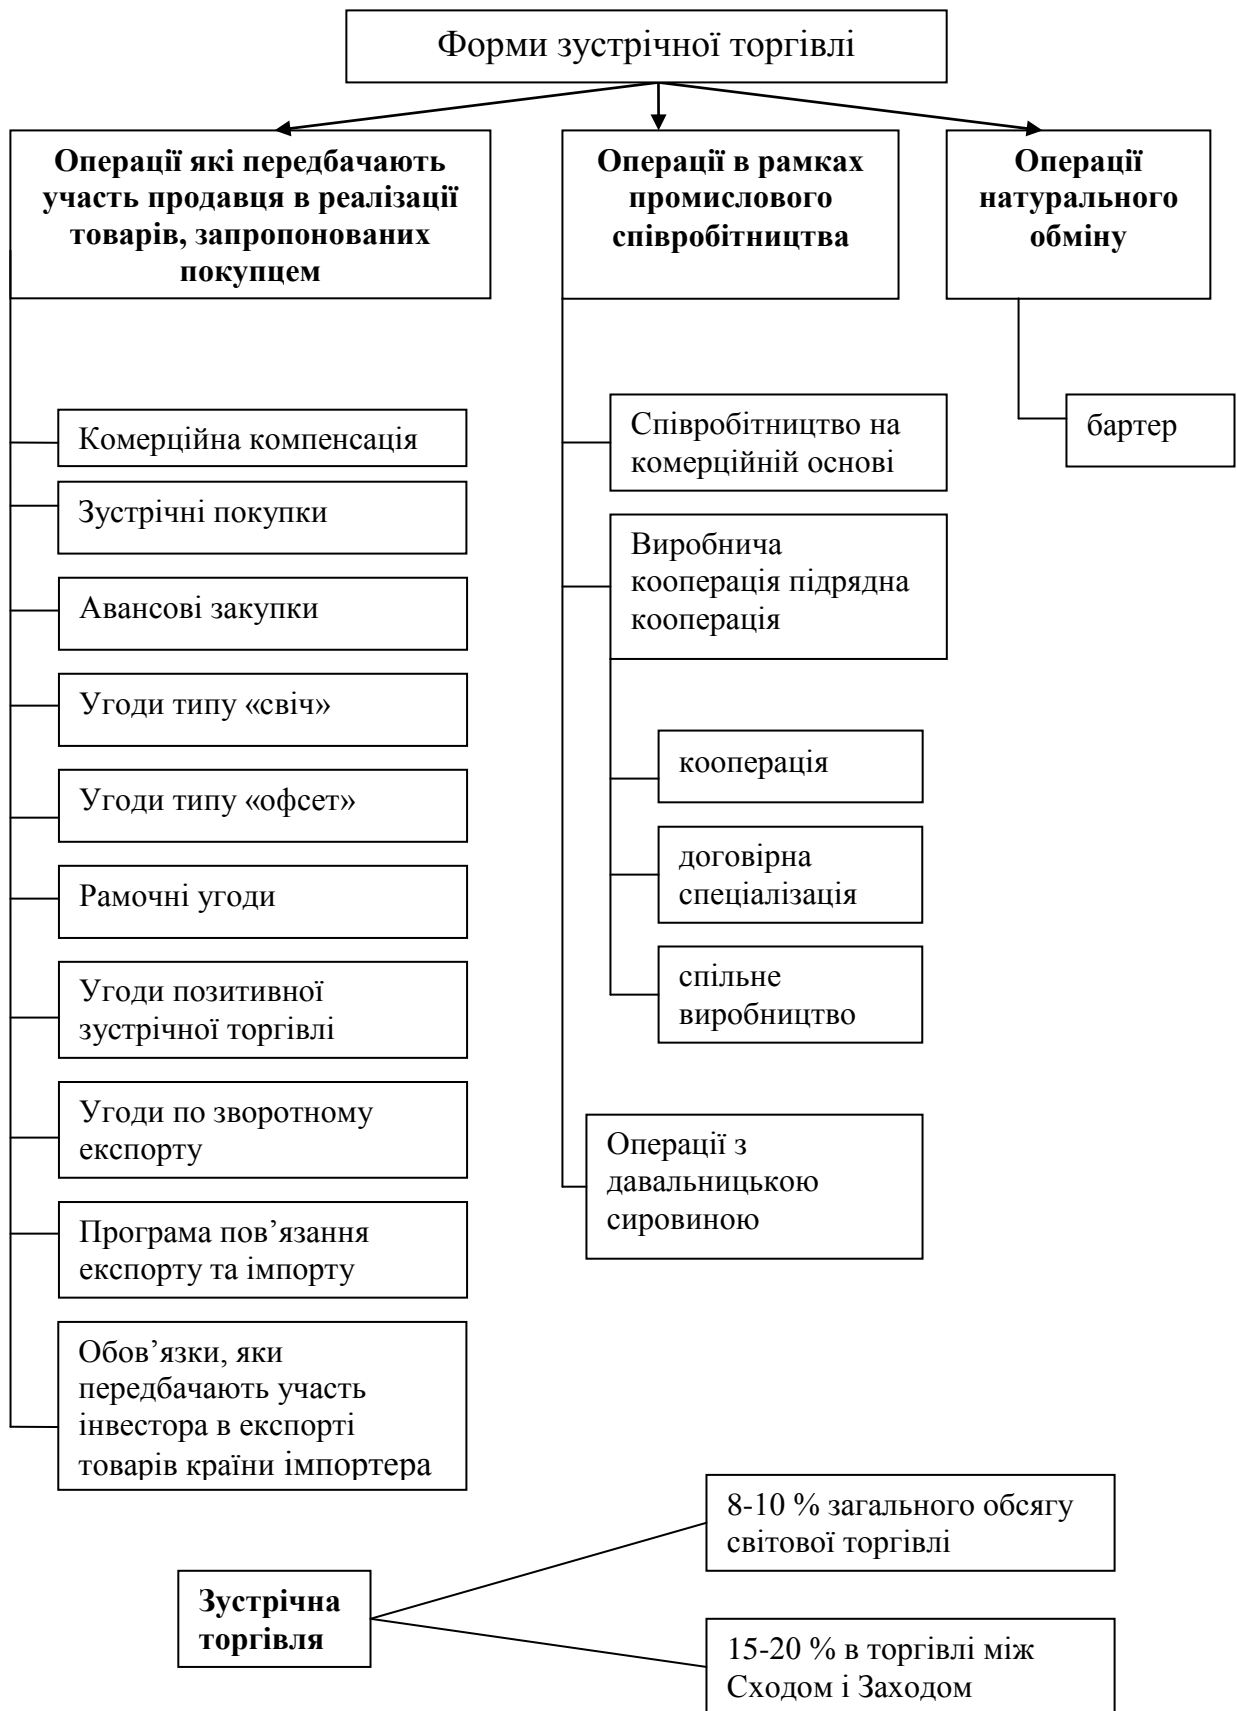 Форми зустрічної торгівлі
Операції які передбачають
участь продавця в реалізації
товарів, запропонованих
покупцем
Операції в рамках
промислового
співробітництва
Операції
натурального
обміну
Комерційна компенсація
Зустрічні покупки
Авансові закупки
Угоди типу «свіч»
Угоди типу «офсет»
Рамочні угоди
Угоди позитивної
зустрічної торгівлі
Угоди по зворотному
експорту
Програма пов’язання
експорту та імпорту
Обов’язки, яки
передбачають участь
інвестора в експорті
товарів країни імпортера
Співробітництво на
комерційній основі
Виробнича
кооперація підрядна
кооперація
кооперація
договірна
спеціалізація
спільне
виробництво
Операції з
давальницькою
сировиною
бартер
Зустрічна
торгівля
8-10 % загального обсягу
світової торгівлі
15-20 % в торгівлі між
Сходом і Заходом